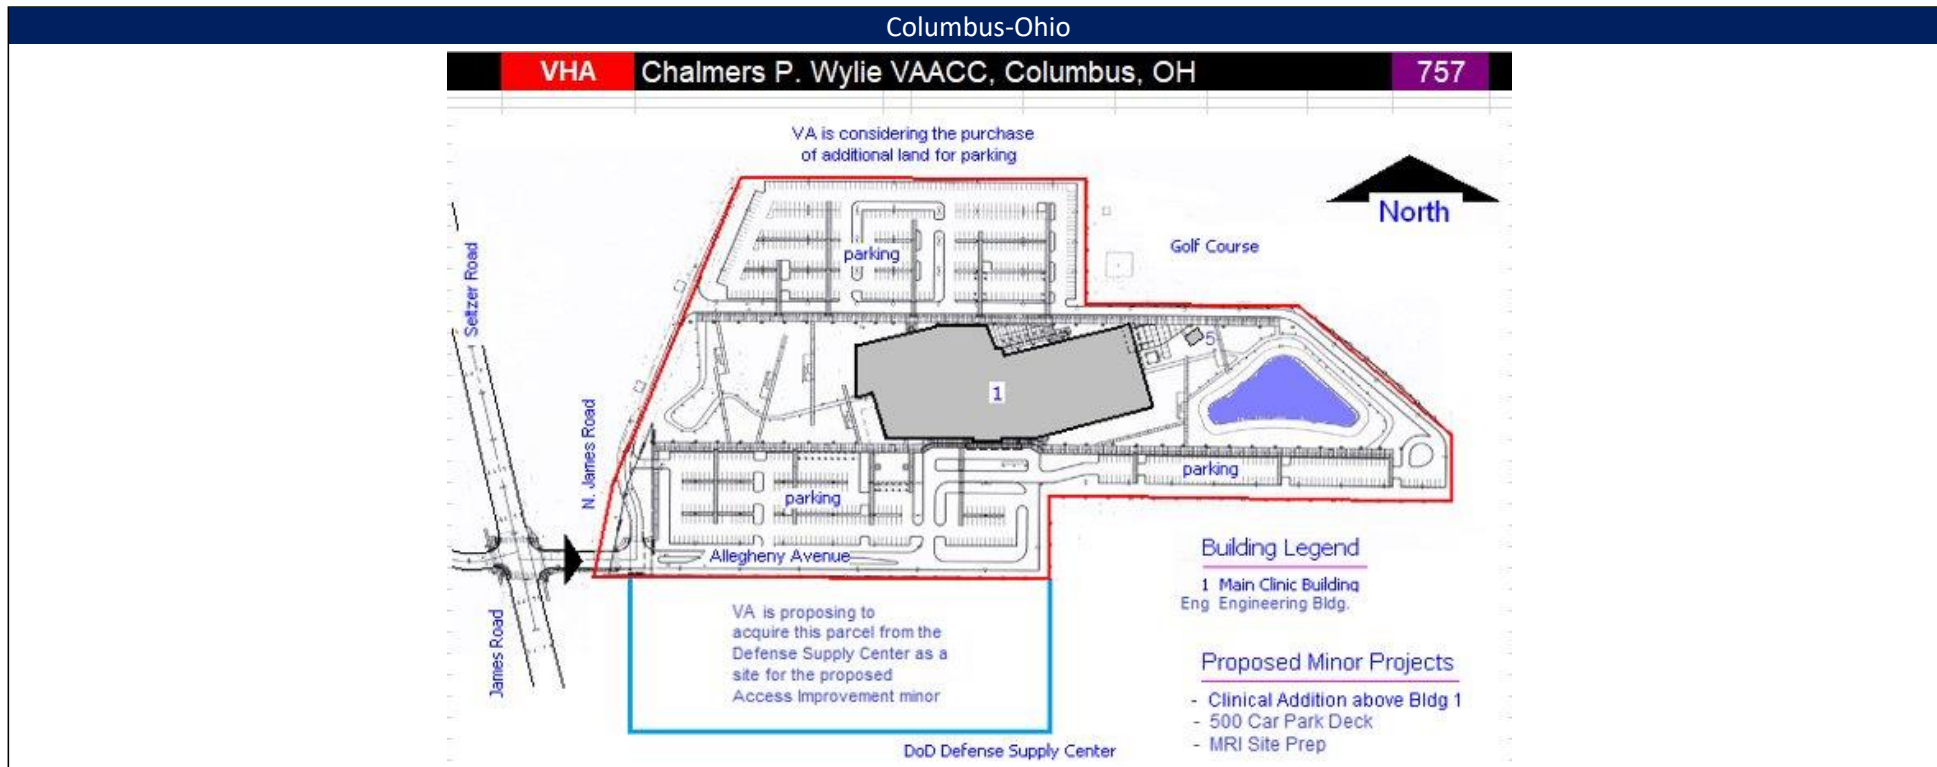 Columbus-Ohio
VHA Chalmers P. Wylie VAACC, Columbus, OH 757
VA is considering the purchase
of additional land for parking
North
Golf Course
parking
Seltzer Road
5
1
N. James Road
parking
parking
Allegheny Avenue
Building Legend
1 Main Clinic Building
Eng Engineering Bldg.
VA is proposing to
acquire this parcel from the
Defense Supply Center as a
site for the proposed
Access Improvement minor
James Road
Proposed Minor Projects
- Clinical Addition above Bldg 1
- 500 Car Park Deck
- MRI Site Prep
DoD Defense Supply Center